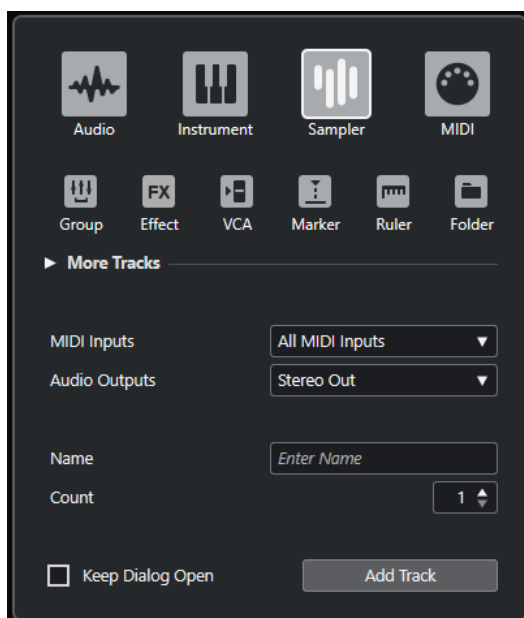 Audio Instrument Sampler MIDI
FX
Group Effect VCA Marker Ruler Folder
More Tracks
MIDI Inputs All MIDI Inputs
Audio Outputs Stereo Out
Name Enter Name
Count 1
Keep Dialog Open Add Track